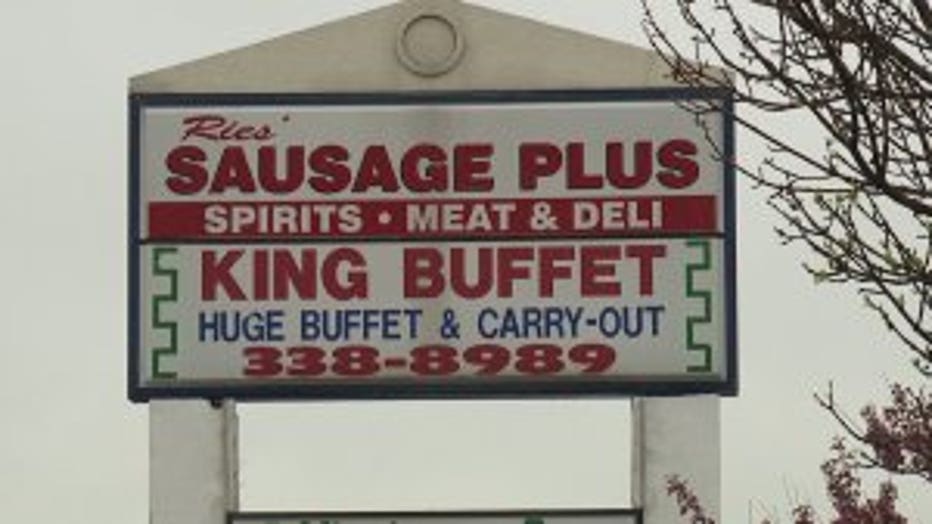 Ries'
SAUSAGE PLUS
SPIRITS • MEAT & DELI
KING BUFFET
HUGE BUFFET & CARRY-OUT
338-8989